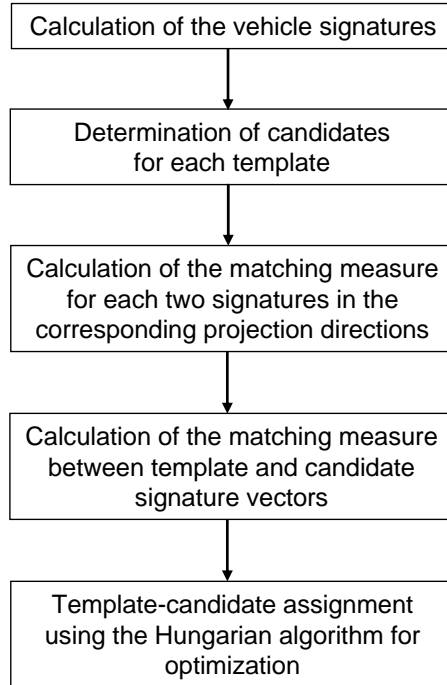 Calculation of the vehicle signatures
Determination of candidates
for each template
Calculation of the matching measure
for each two signatures in the
corresponding projection directions
Calculation of the matching measure
between template and candidate
signature vectors
Template-candidate assignment
using the Hungarian algorithm for
optimization